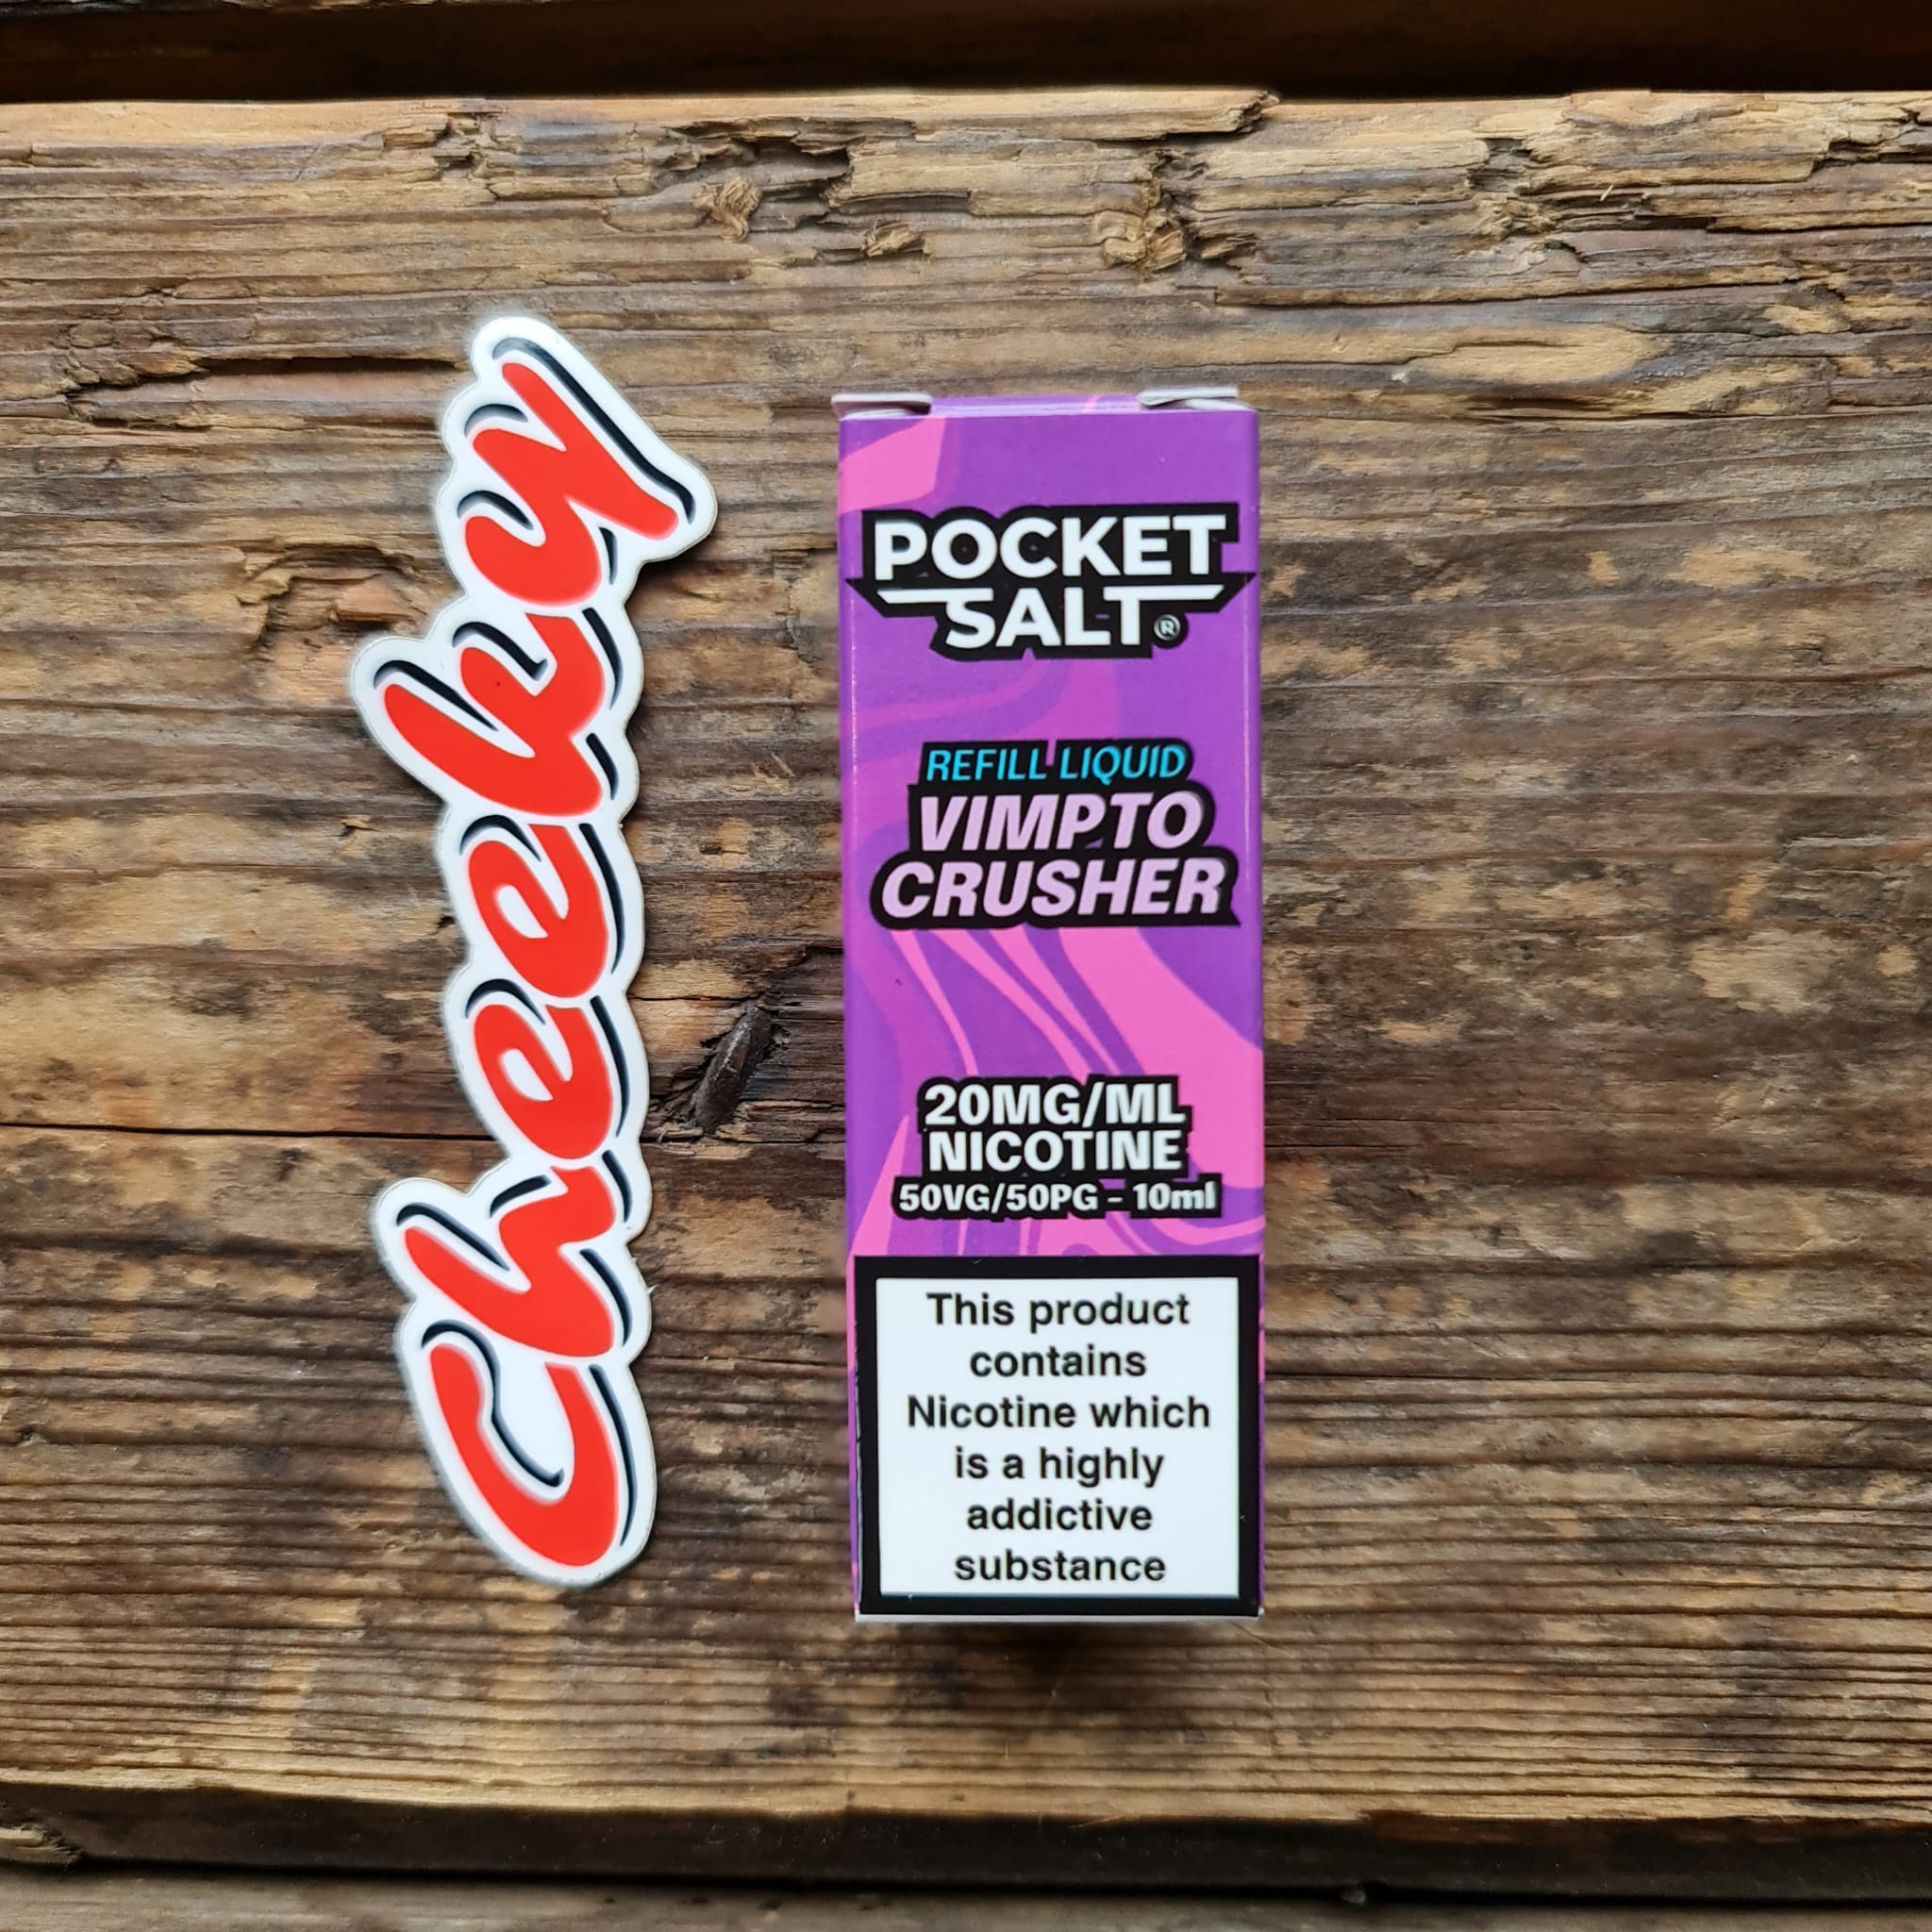 Cheeky
POCKET
SALT®
REFILL LIQUID
VIMPTO
CRUSHER
20MG/ML
NICOTINE
50VG/50PG - 10ml
This product
contains
Nicotine which
is a highly
addictive
substance